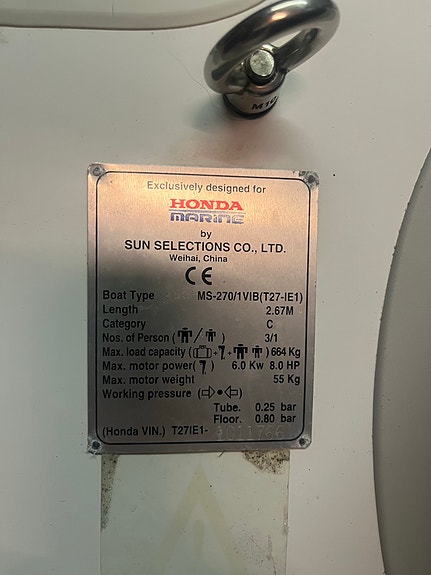 M10
Exclusively designed for
HONDA
MARINE
by
SUN SELECTIONS CO., LTD.
Weihai, China
CE
Boat Type MS-270/1VIB(T27-IE1)
Length 2.67M
Category C
Nos. of Person ( / ) 3/1
Max. load capacity ( + + ) 664 Kg
Max. motor power( ) 6.0 Kw 8.0 HP
Max. motor weight 55 Kg
Working pressure ( )
Tube. 0.25 bar
Floor. 0.80 bar
(Honda VIN.) T27IE1-